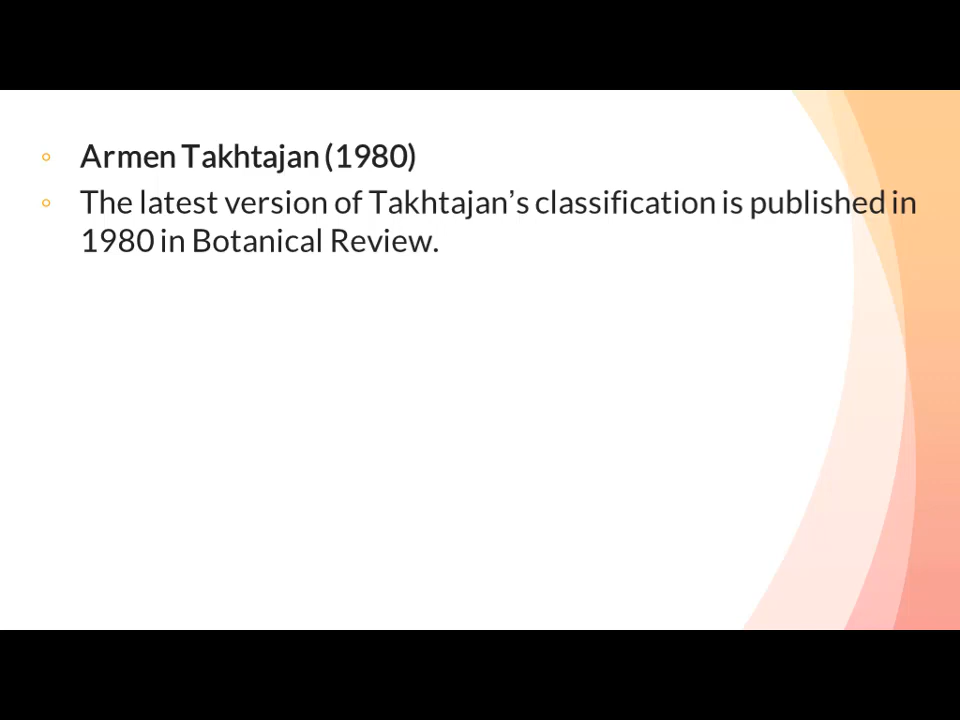 ◦ Armen Takhtajan (1980)
◦ The latest version of Takhtajan’s classification is published in
1980 in Botanical Review.